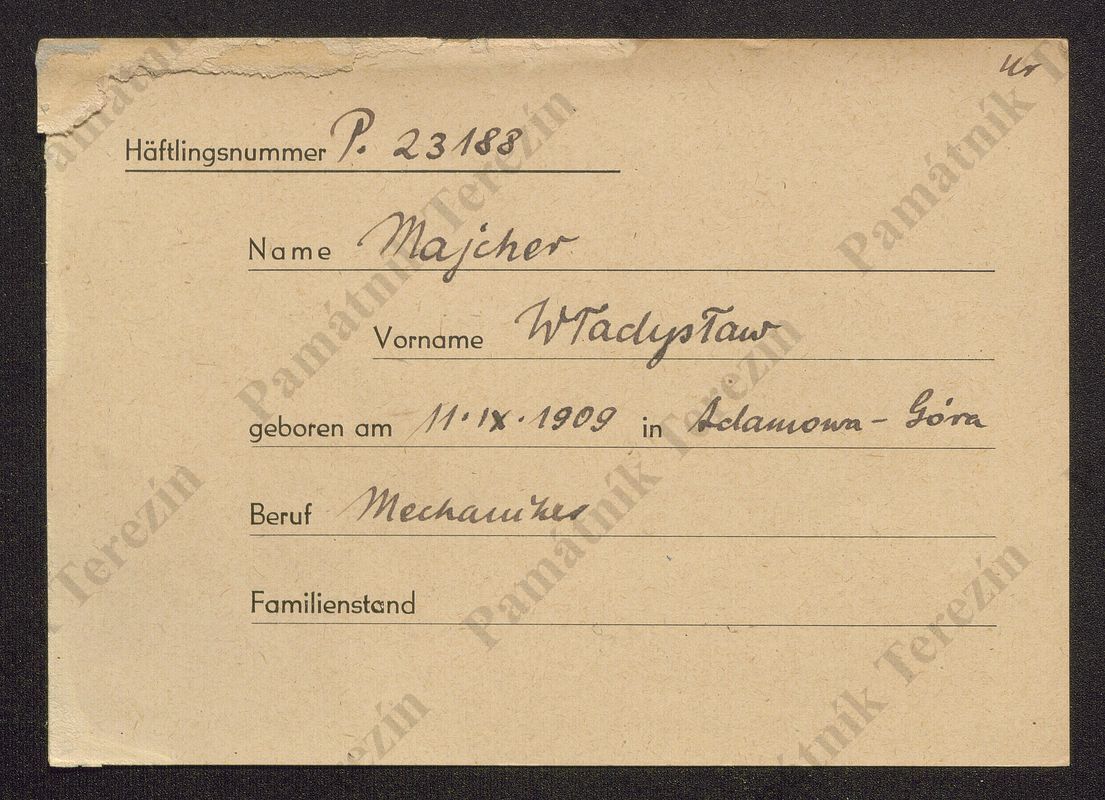 Häftlingsnummer P. 23188
Name Majcher
Vorname Władysław
geboren am 11.IX.1909 in Adamowa-Góra
Beruf Mechaniker
Familienstand
Památník Terezín